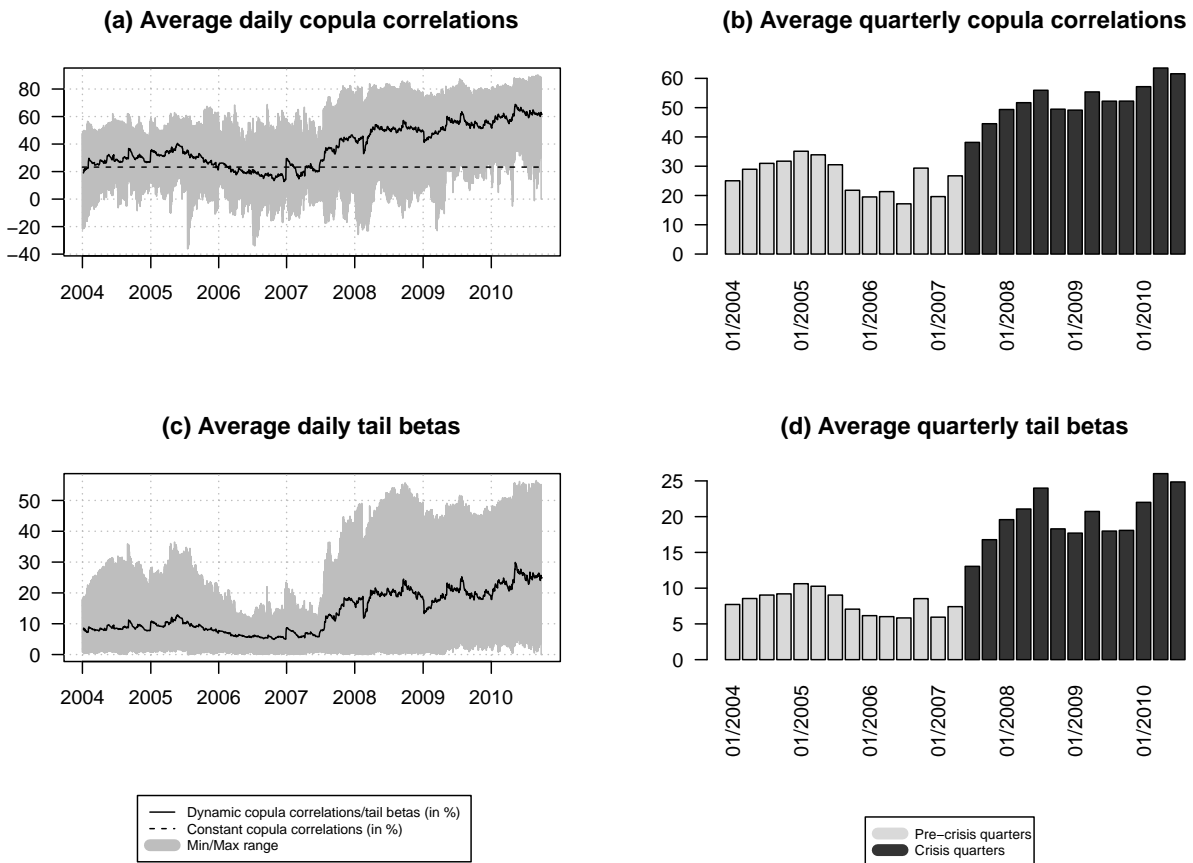 (a) Average daily copula correlations
80
60
40
20
0
−20
−40
2004 2005 2006 2007 2008 2009 2010
(b) Average quarterly copula correlations
60
50
40
30
20
10
0
01/2004 01/2005 01/2006 01/2007 01/2008 01/2009 01/2010
(c) Average daily tail betas
50
40
30
20
10
0
2004 2005 2006 2007 2008 2009 2010
(d) Average quarterly tail betas
25
20
15
10
5
0
01/2004 01/2005 01/2006 01/2007 01/2008 01/2009 01/2010
Dynamic copula correlations/tail betas (in %)
Constant copula correlations (in %)
Min/Max range
Pre−crisis quarters
Crisis quarters